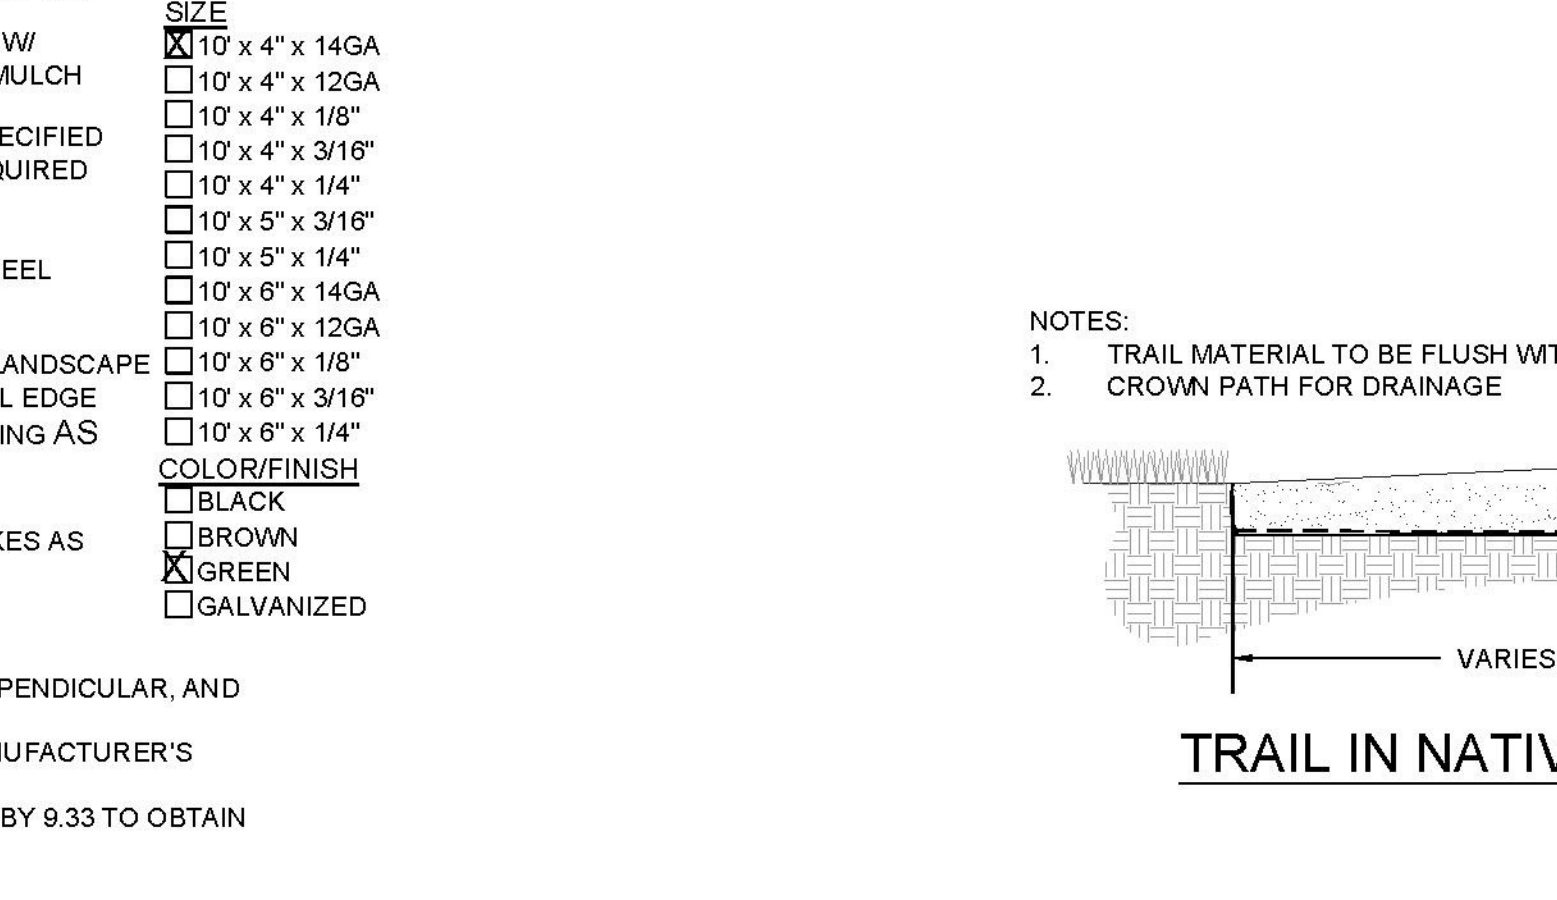 SIZE
W/
MULCH
ECIFIED
QUIRED
EEL
LANDSCAPE
L EDGE
ING AS
KES AS
10' x 4" x 14GA
10' x 4" x 12GA
10' x 4" x 1/8"
10' x 4" x 3/16"
10' x 4" x 1/4"
10' x 5" x 3/16"
10' x 5" x 1/4"
10' x 6" x 14GA
10' x 6" x 12GA
10' x 6" x 1/8"
10' x 6" x 3/16"
10' x 6" x 1/4"
COLOR/FINISH
BLACK
BROWN
GREEN
GALVANIZED
PENDICULAR, AND
UFACTURER'S
BY 9.33 TO OBTAIN
NOTES:
1. TRAIL MATERIAL TO BE FLUSH WIT
2. CROWN PATH FOR DRAINAGE
VARIES
TRAIL IN NATIV